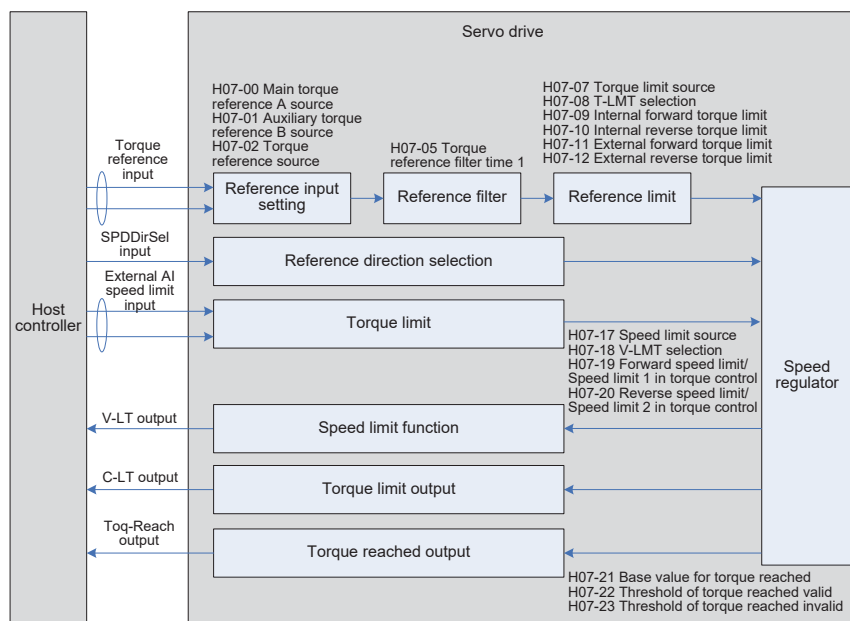 Servo drive
H07-00 Main torque
reference A source
H07-01 Auxiliary torque
reference B source
H07-02 Torque
reference source
H07-05 Torque
reference filter time 1
H07-07 Torque limit source
H07-08 T-LMT selection
H07-09 Internal forward torque limit
H07-10 Internal reverse torque limit
H07-11 External forward torque limit
H07-12 External reverse torque limit
Torque
reference
input
Reference input
setting
Reference filter
Reference limit
SPDDirSel
input
Reference direction selection
External AI
speed limit
input
Torque limit
Host
controller
H07-17 Speed limit source
H07-18 V-LMT selection
H07-19 Forward speed limit/
Speed limit 1 in torque control
H07-20 Reverse speed limit/
Speed limit 2 in torque control
Speed
regulator
V-LT output
Speed limit function
C-LT output
Torque limit output
Toq-Reach
output
Torque reached output
H07-21 Base value for torque reached
H07-22 Threshold of torque reached valid
H07-23 Threshold of torque reached invalid